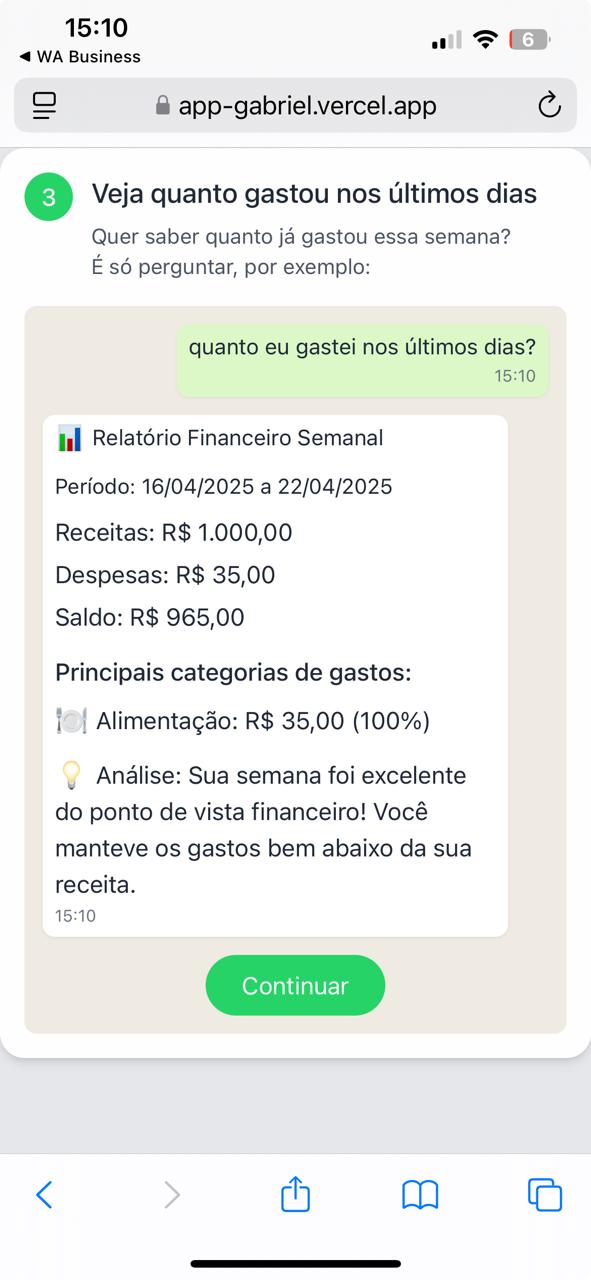 15:10
◀ WA Business
6
app-gabriel.vercel.app
3
Veja quanto gastou nos últimos dias
Quer saber quanto já gastou essa semana?
É só perguntar, por exemplo:
quanto eu gastei nos últimos dias?
15:10
📊 Relatório Financeiro Semanal
Período: 16/04/2025 a 22/04/2025
Receitas: R$ 1.000,00
Despesas: R$ 35,00
Saldo: R$ 965,00
Principais categorias de gastos:
🍽️ Alimentação: R$ 35,00 (100%)
💡 Análise: Sua semana foi excelente
do ponto de vista financeiro! Você
manteve os gastos bem abaixo da sua
receita.
15:10
Continuar